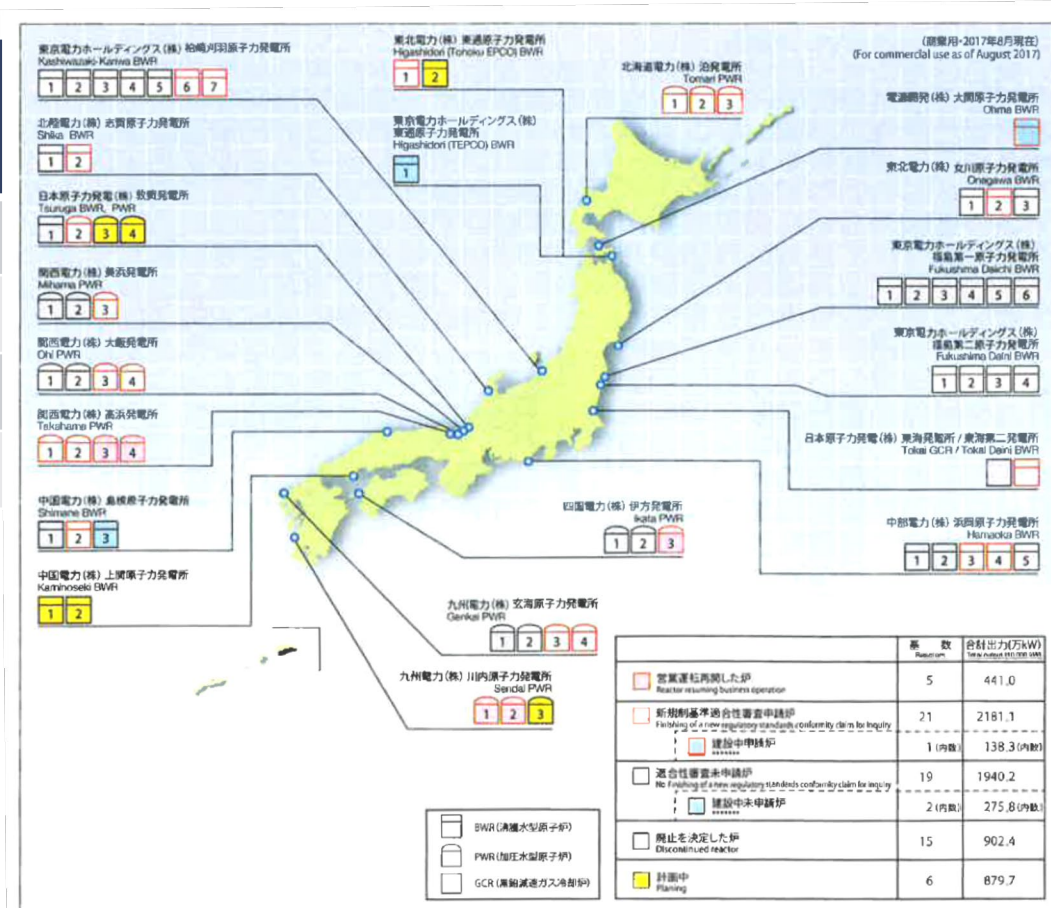 東京電力ホールディングス(株) 柏崎刈羽原子力発電所
Kashiwazaki-Kariwa BWR
1 2 3 4 5 6 7
北陸電力(株) 志賀原子力発電所
Shika BWR
1 2
日本原子力発電(株) 敦賀発電所
Tsuruga BWR, PWR
1 2 3 4
関西電力(株) 美浜発電所
Mihama PWR
1 2 3
関西電力(株) 大飯発電所
Ohi PWR
1 2 3 4
関西電力(株) 高浜発電所
Takahama PWR
1 2 3 4
中国電力(株) 島根原子力発電所
Shimane BWR
1 2 3
中国電力(株) 上関原子力発電所
Kaminoseki BWR
1 2
東北電力(株) 東通原子力発電所
Higashidori (Tohoku EPCO) BWR
1 2
東京電力ホールディングス(株)
東通原子力発電所
Higashidori (TEPCO) BWR
1
北海道電力(株) 泊発電所
Tomari PWR
1 2 3
(商業用・2017年8月現在)
(For commercial use as of August 2017)
電源開発(株) 大間原子力発電所
Ohma BWR
東北電力(株) 女川原子力発電所
Onagawa BWR
1 2 3
東京電力ホールディングス(株)
福島第一原子力発電所
Fukushima Daiichi BWR
1 2 3 4 5 6
東京電力ホールディングス(株)
福島第二原子力発電所
Fukushima Daini BWR
1 2 3 4
日本原子力発電(株) 東海発電所 / 東海第二発電所
Tokai GCR / Tokai Daini BWR
中部電力(株) 浜岡原子力発電所
Hamaoka BWR
1 2 3 4 5
四国電力(株) 伊方発電所
Ikata PWR
1 2 3
九州電力(株) 玄海原子力発電所
Genkai PWR
1 2 3 4
九州電力(株) 川内原子力発電所
Sendai PWR
1 2 3
BWR (沸騰水型原子炉)
PWR (加圧水型原子炉)
GCR (黒鉛減速ガス冷却炉)
基 数 合計出力(万kW)
Reactors
営業運転再開した炉 5 441.0
Reactor resuming business operation
新規制基準適合性審査申請炉 21 2181.1
Finishing of a new regulatory standards conformity claim for inquiry
建設中申請炉 1 (内数) 138.3 (内数)
適合性審査未申請炉 19 1940.2
No Finishing of a new regulatory standards conformity claim for inquiry
建設中未申請炉 2 (内数) 275.8 (内数)
廃止を決定した炉 15 902.4
Discontinued reactor
計画中 6 879.7
Planing